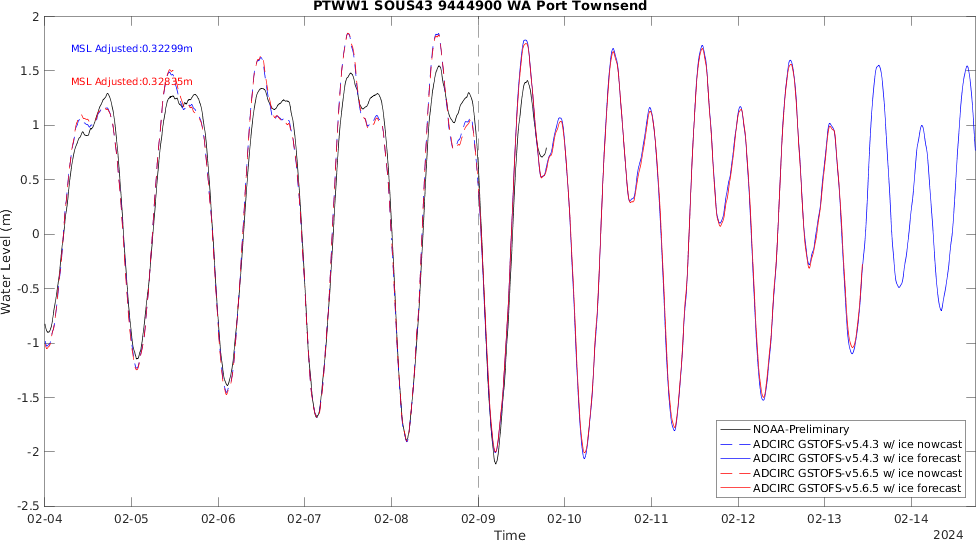 PTWW1 SOUS43 9444900 WA Port Townsend
MSL Adjusted:0.32299m
MSL Adjusted:0.32835m
Water Level (m)
2
1.5
1
0.5
0
-0.5
-1
-1.5
-2
-2.5
NOAA-Preliminary
ADCIRC GSTOFS-v5.4.3 w/ ice nowcast
ADCIRC GSTOFS-v5.4.3 w/ ice forecast
ADCIRC GSTOFS-v5.6.5 w/ ice nowcast
ADCIRC GSTOFS-v5.6.5 w/ ice forecast
02-04 02-05 02-06 02-07 02-08 02-09 02-10 02-11 02-12 02-13 02-14
Time
2024